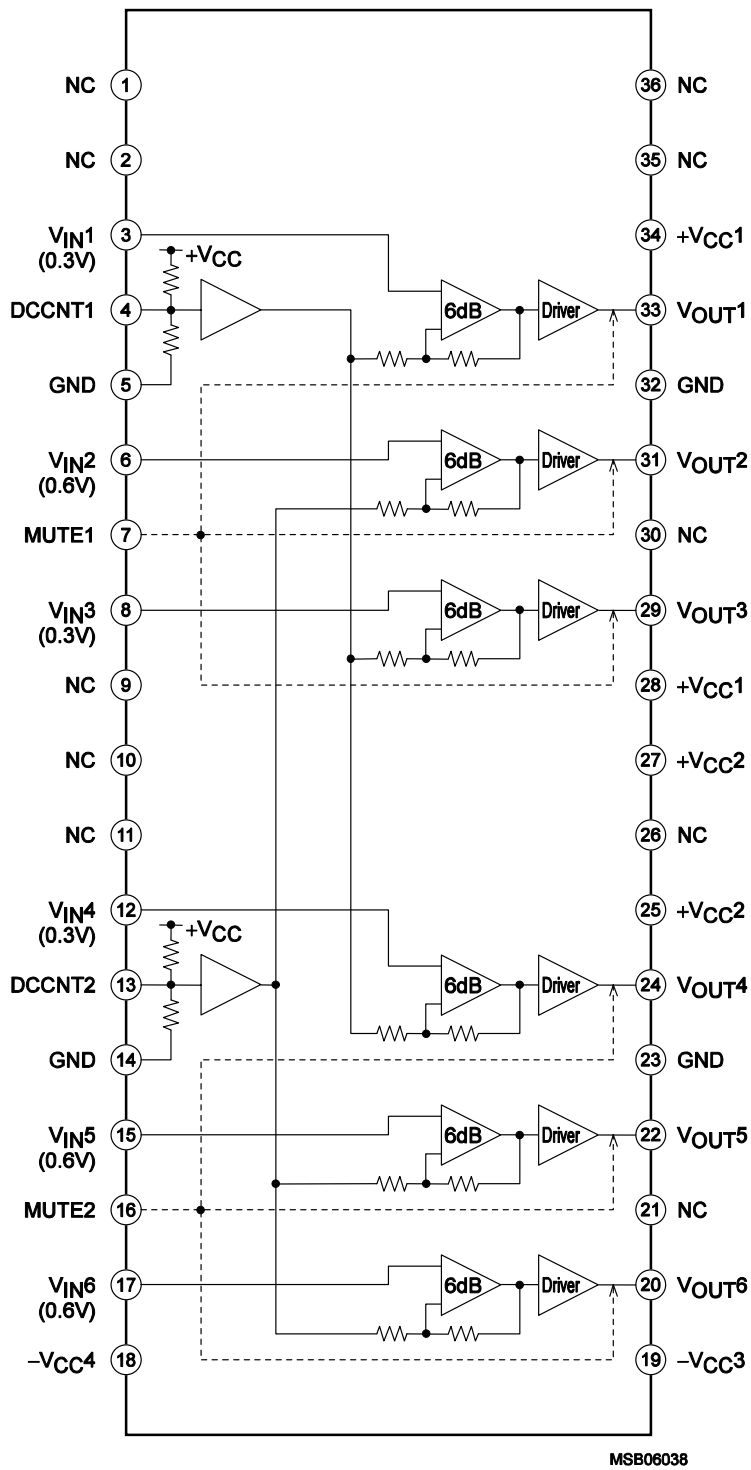 NC 1 36 NC
NC 2 35 NC
VIN1 3 34 +VCC1
(0.3V)
+VCC
DCCNT1 4 6dB Driver 33 VOUT1
GND 5 32 GND
VIN2 6 6dB Driver 31 VOUT2
(0.6V)
MUTE1 7 30 NC
VIN3 8 6dB Driver 29 VOUT3
(0.3V)
NC 9 28 +VCC1
NC 10 27 +VCC2
NC 11 26 NC
VIN4 12 25 +VCC2
(0.3V)
+VCC
DCCNT2 13 6dB Driver 24 VOUT4
GND 14 23 GND
VIN5 15 6dB Driver 22 VOUT5
(0.6V)
MUTE2 16 21 NC
VIN6 17 6dB Driver 20 VOUT6
(0.6V)
–VCC4 18 19 –VCC3
MSB06038